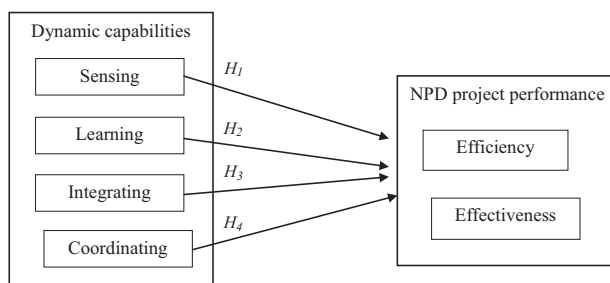 Dynamic capabilities
Sensing
Learning
Integrating
Coordinating
H1
H2
H3
H4
NPD project performance
Efficiency
Effectiveness